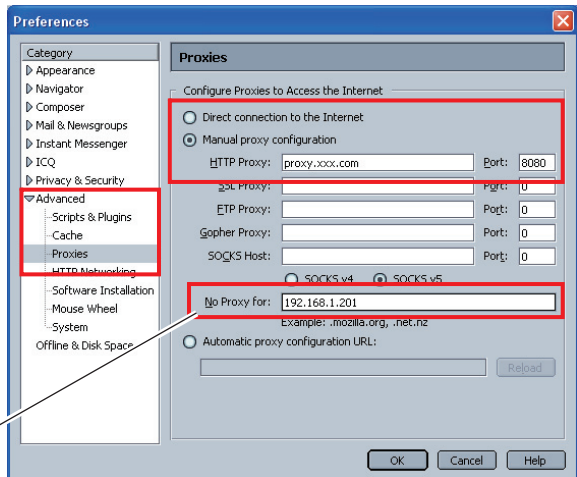 Preferences
Category
Appearance
Navigator
Composer
Mail & Newsgroups
Instant Messenger
ICQ
Privacy & Security
Advanced
Scripts & Plugins
Cache
Proxies
HTTP Networking
Software Installation
Mouse Wheel
System
Offline & Disk Space
Proxies
Configure Proxies to Access the Internet
Direct connection to the Internet
Manual proxy configuration
HTTP Proxy: proxy.xxx.com Port: 8080
SSL Proxy: Port: 0
FTP Proxy: Port: 0
Gopher Proxy: Port: 0
SOCKS Host: Port: 0
SOCKS v4 SOCKS v5
No Proxy for: 192.168.1.201
Example: .mozilla.org, .net.nz
Automatic proxy configuration URL:
Reload
OK Cancel Help